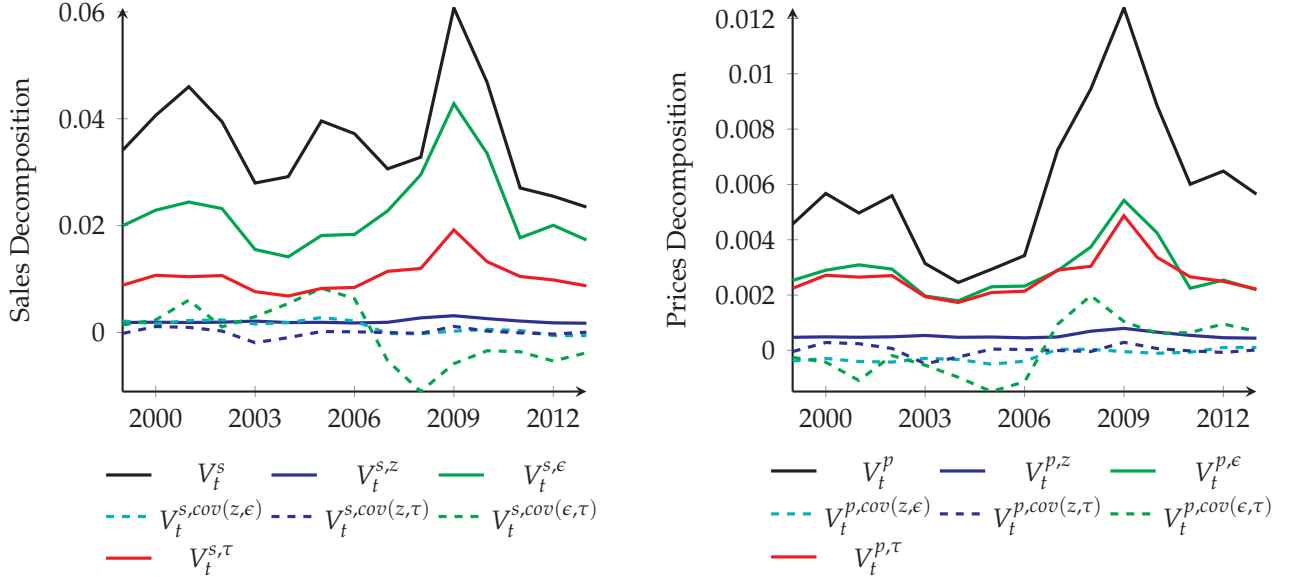 Sales Decomposition
0.06
0.04
0.02
0
2000 2003 2006 2009 2012
V_t^s V_t^{s,z} V_t^{s,ϵ}
V_t^{s,cov(z,ϵ)} V_t^{s,cov(z,τ)} V_t^{s,cov(ϵ,τ)}
V_t^{s,τ}
Prices Decomposition
0.012
0.01
0.008
0.006
0.004
0.002
0
2000 2003 2006 2009 2012
V_t^p V_t^{p,z} V_t^{p,ϵ}
V_t^{p,cov(z,ϵ)} V_t^{p,cov(z,τ)} V_t^{p,cov(ϵ,τ)}
V_t^{p,τ}